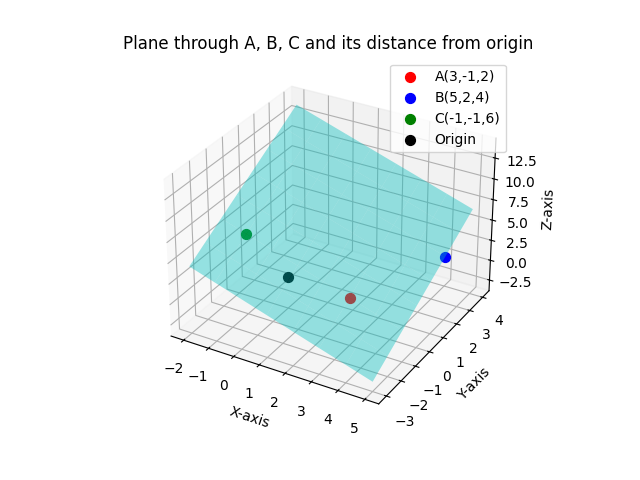 Plane through A, B, C and its distance from origin
A(3,-1,2)
B(5,2,4)
C(-1,-1,6)
Origin
12.5
10.0
7.5
5.0
2.5
0.0
−2.5
Z-axis
4
3
2
1
0
−1
−2
−3
Y-axis
−2
−1
0
1
2
3
4
5
X-axis